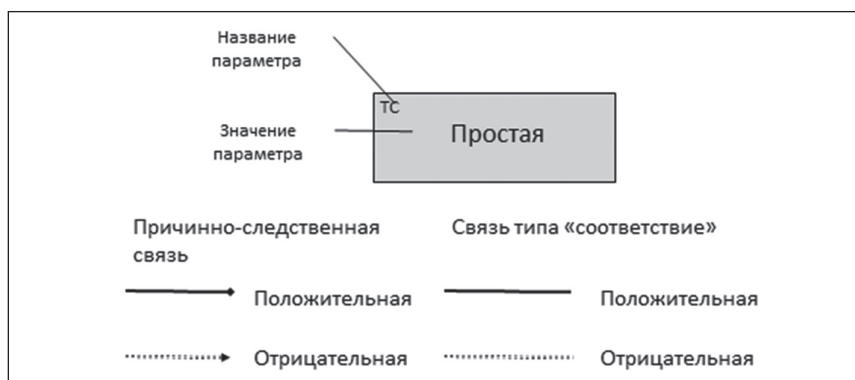 Название
параметра
ТС
Значение
параметра
Простая
Причинно-следственная
связь
Связь типа «соответствие»
Положительная
Положительная
Отрицательная
Отрицательная